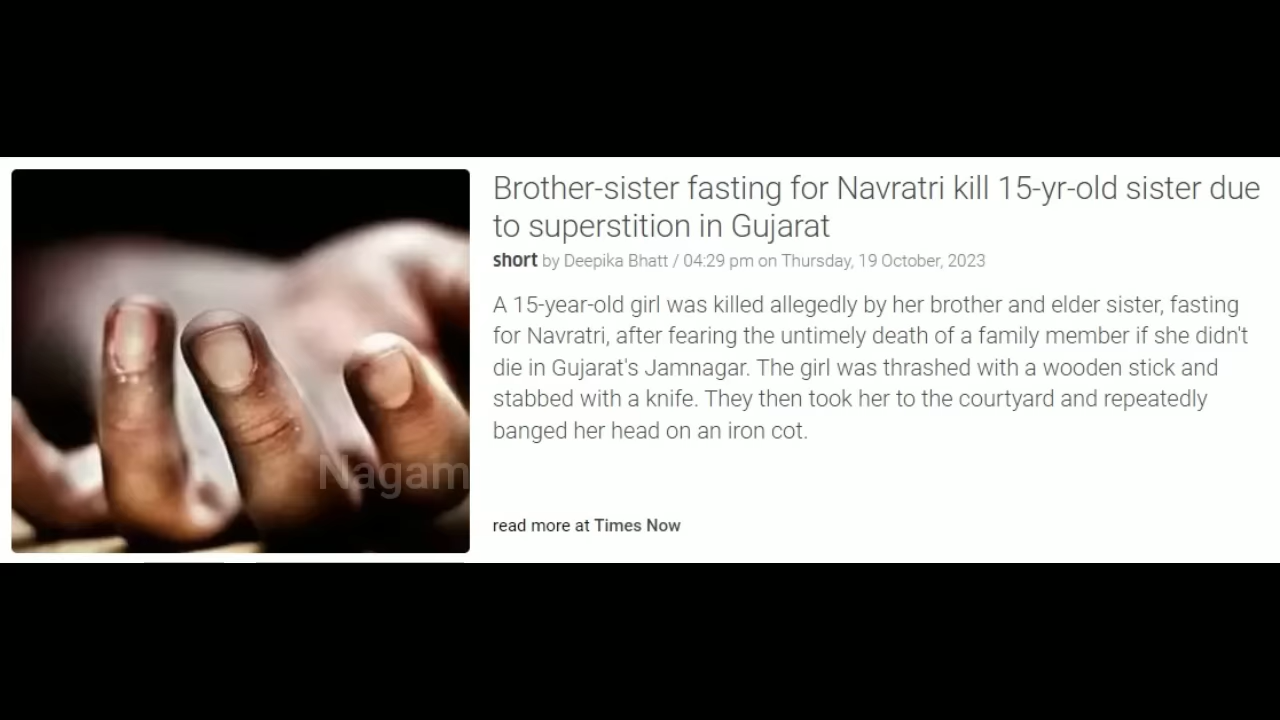 Brother-sister fasting for Navratri kill 15-yr-old sister due
to superstition in Gujarat
short by Deepika Bhatt / 04:29 pm on Thursday, 19 October, 2023
A 15-year-old girl was killed allegedly by her brother and elder sister, fasting
for Navratri, after fearing the untimely death of a family member if she didn't
die in Gujarat's Jamnagar. The girl was thrashed with a wooden stick and
stabbed with a knife. They then took her to the courtyard and repeatedly
banged her head on an iron cot.
Nagam
read more at Times Now